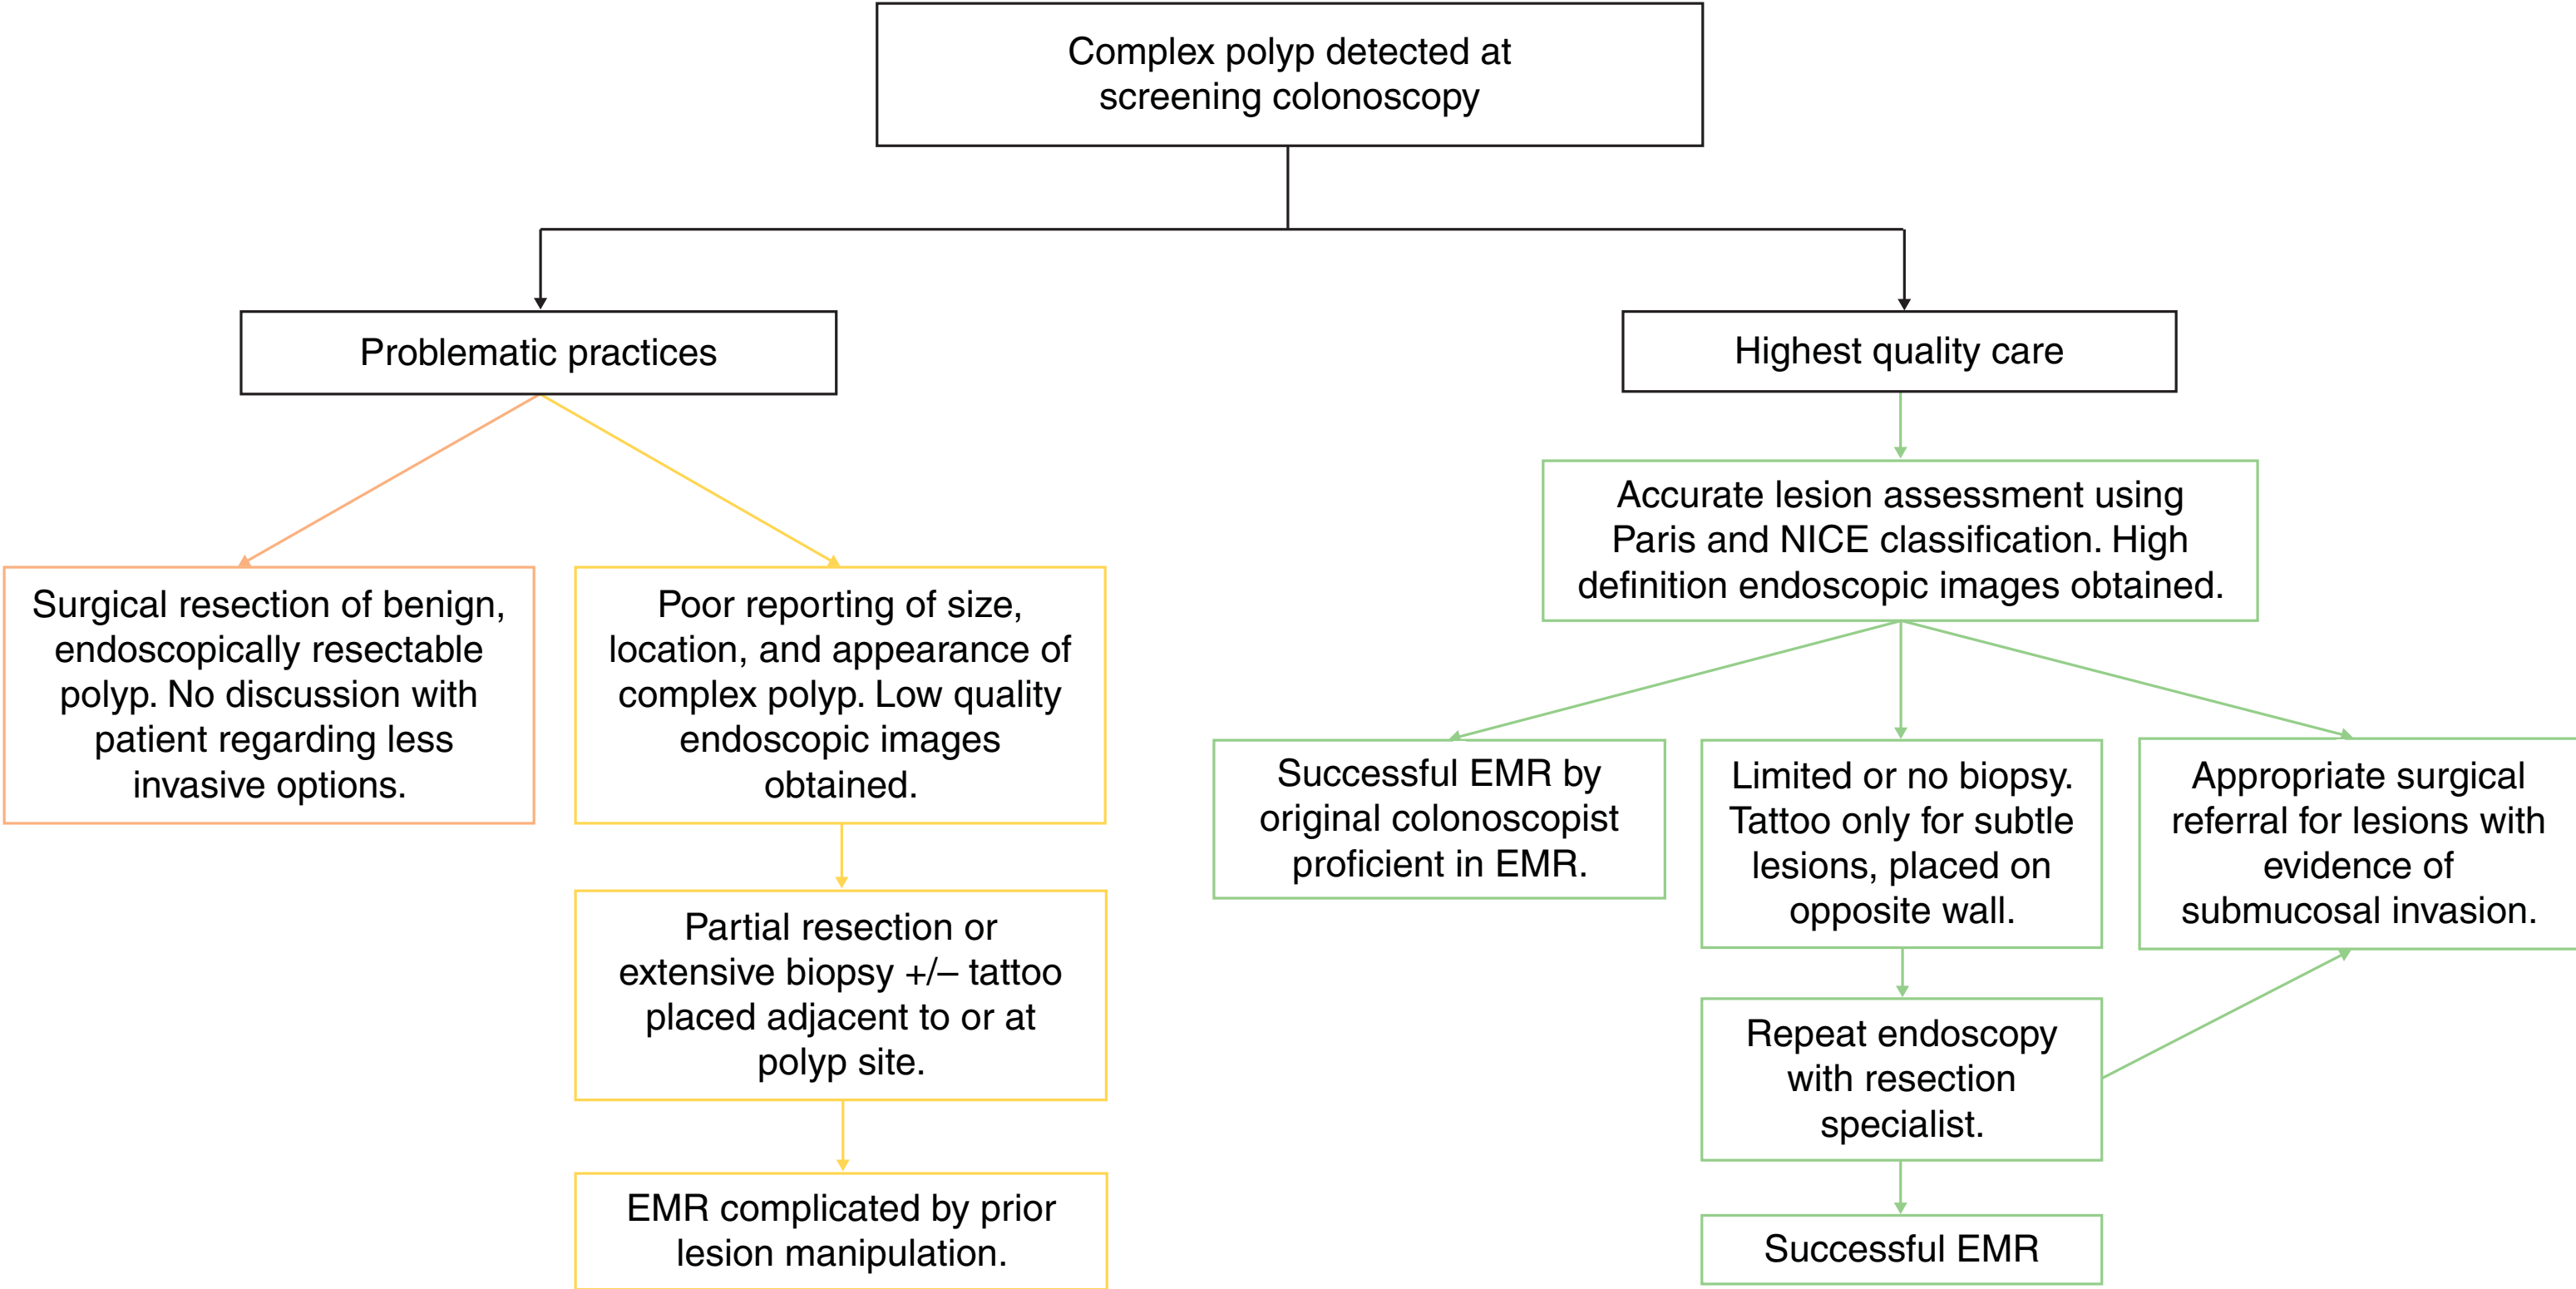 Complex polyp detected at
screening colonoscopy
Problematic practices
Highest quality care
Surgical resection of benign,
endoscopically resectable
polyp. No discussion with
patient regarding less
invasive options.
Poor reporting of size,
location, and appearance of
complex polyp. Low quality
endoscopic images
obtained.
Partial resection or
extensive biopsy +/– tattoo
placed adjacent to or at
polyp site.
EMR complicated by prior
lesion manipulation.
Accurate lesion assessment using
Paris and NICE classification. High
definition endoscopic images obtained.
Successful EMR by
original colonoscopist
proficient in EMR.
Limited or no biopsy.
Tattoo only for subtle
lesions, placed on
opposite wall.
Appropriate surgical
referral for lesions with
evidence of
submucosal invasion.
Repeat endoscopy
with resection
specialist.
Successful EMR